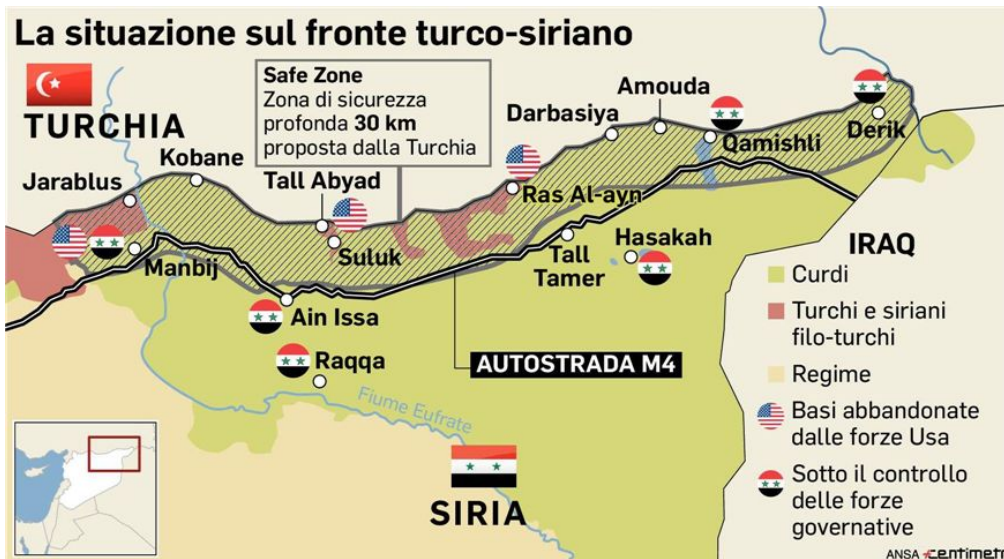 La situazione sul fronte turco-siriano
TURCHIA
Safe Zone
Zona di sicurezza
profonda 30 km
proposta dalla Turchia
Jarablus
Kobane
Tall Abyad
Darbasiya
Amouda
Qamishli
Derik
Ras Al-ayn
Suluk
Manbij
Tall
Tamer
Hasakah
Ain Issa
Raqqa
AUTOSTRADA M4
Fiume Eufrate
SIRIA
IRAQ
Curdi
Turchi e siriani
filo-turchi
Regime
Basi abbandonate
dalle forze Usa
Sotto il controllo
delle forze
governative
ANSA centimetr